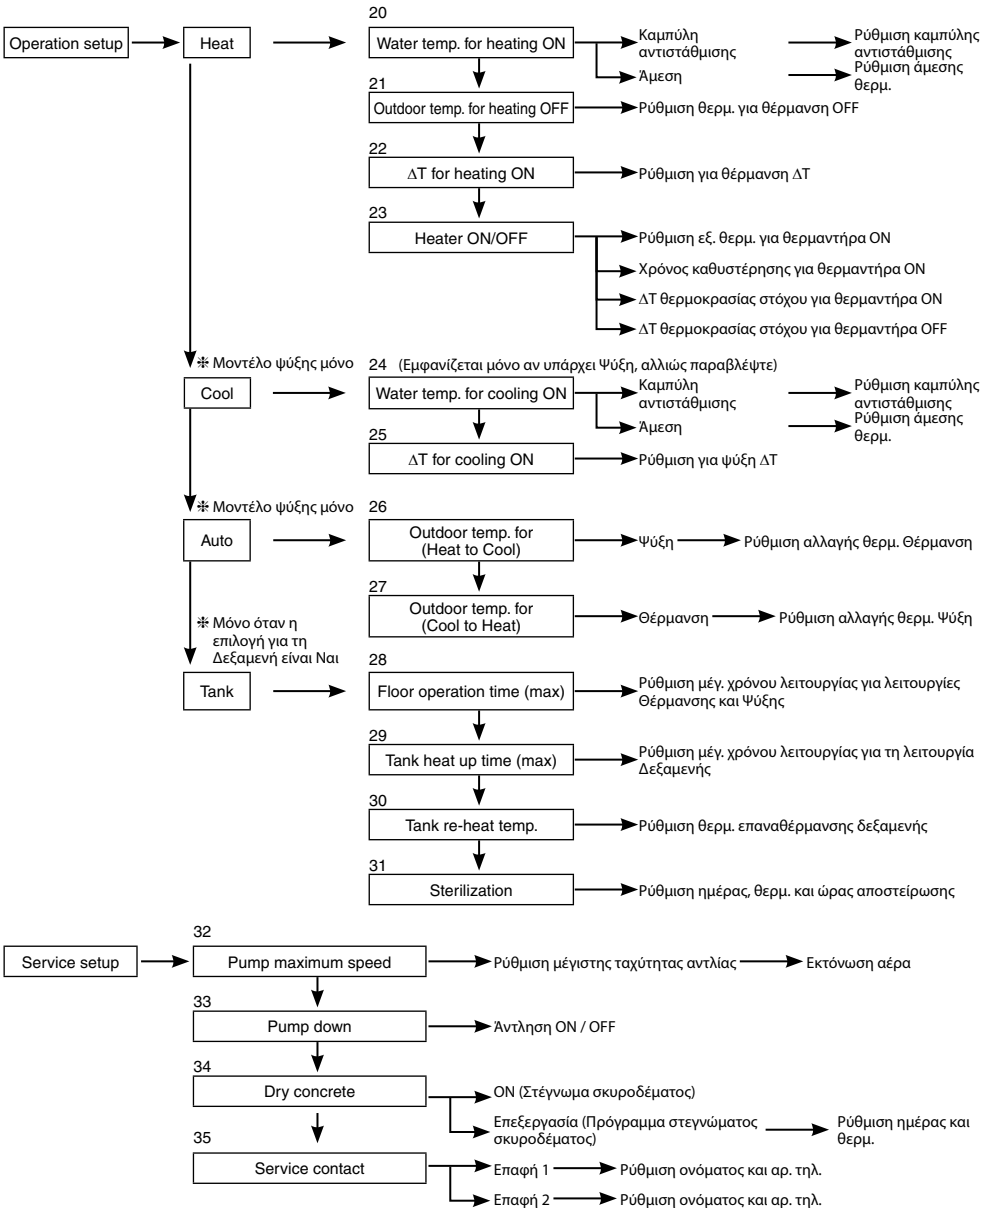 20
Operation setup
Heat
Water temp. for heating ON
Καμπύλη
αντιστάθμισης
Ρύθμιση καμπύλης
αντιστάθμισης
Άμεση
Ρύθμιση άμεσης
θερμ.
21
Outdoor temp. for heating OFF
Ρύθμιση θερμ. για θέρμανση OFF
22
ΔT for heating ON
Ρύθμιση για θέρμανση ΔT
23
Heater ON/OFF
Ρύθμιση εξ. θερμ. για θερμαντήρα ON
Χρόνος καθυστέρησης για θερμαντήρα ON
ΔT θερμοκρασίας στόχου για θερμαντήρα ON
ΔT θερμοκρασίας στόχου για θερμαντήρα OFF
❈ Μοντέλο ψύξης μόνο
24 (Εμφανίζεται μόνο αν υπάρχει Ψύξη, αλλιώς παραβλέψτε)
Cool
Water temp. for cooling ON
Καμπύλη
αντιστάθμισης
Ρύθμιση καμπύλης
αντιστάθμισης
Άμεση
Ρύθμιση άμεσης
θερμ.
25
ΔT for cooling ON
Ρύθμιση για ψύξη ΔT
❈ Μοντέλο ψύξης μόνο
26
Auto
Outdoor temp. for
(Heat to Cool)
Ψύξη
Ρύθμιση αλλαγής θερμ. Θέρμανση
27
Outdoor temp. for
(Cool to Heat)
Θέρμανση
Ρύθμιση αλλαγής θερμ. Ψύξη
❈ Μόνο όταν η
επιλογή για τη
Δεξαμενή είναι Ναι
28
Tank
Floor operation time (max)
Ρύθμιση μέγ. χρόνου λειτουργίας για λειτουργίες
Θέρμανσης και Ψύξης
29
Tank heat up time (max)
Ρύθμιση μέγ. χρόνου λειτουργίας για τη λειτουργία
Δεξαμενής
30
Tank re-heat temp.
Ρύθμιση θερμ. επαναθέρμανσης δεξαμενής
31
Sterilization
Ρύθμιση ημέρας, θερμ. και ώρας αποστείρωσης
32
Service setup
Pump maximum speed
Ρύθμιση μέγιστης ταχύτητας αντλίας
Εκτόνωση αέρα
33
Pump down
Άντληση ON / OFF
34
Dry concrete
ON (Στέγνωμα σκυροδέματος)
Επεξεργασία (Πρόγραμμα στεγνώματος
σκυροδέματος)
Ρύθμιση ημέρας και
θερμ.
35
Service contact
Επαφή 1
Ρύθμιση ονόματος και αρ. τηλ.
Επαφή 2
Ρύθμιση ονόματος και αρ. τηλ.